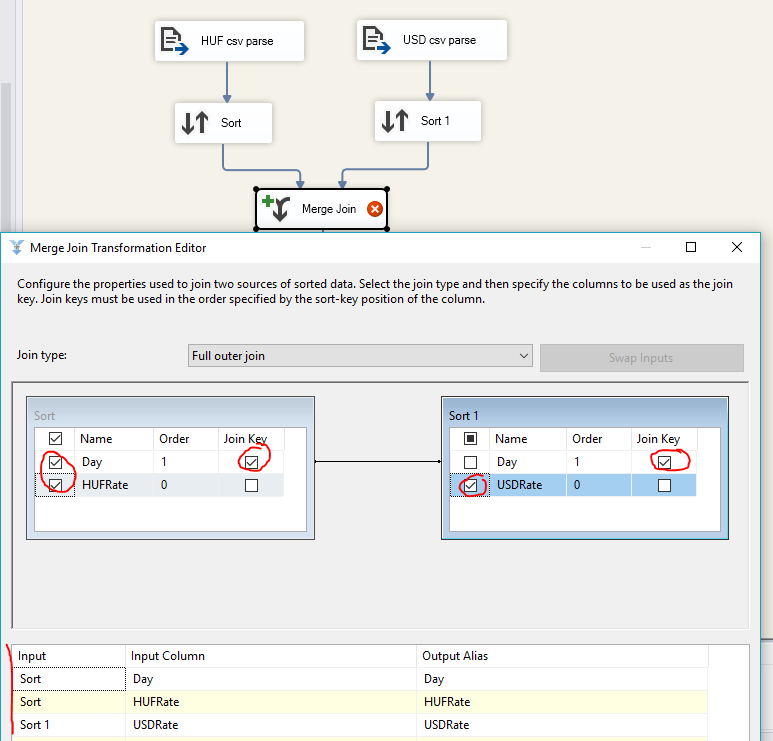 HUF csv parse
USD csv parse
Sort
Sort 1
Merge Join
Merge Join Transformation Editor
Configure the properties used to join two sources of sorted data. Select the join type and then specify the columns to be used as the join
key. Join keys must be used in the order specified by the sort-key position of the column.
Join type:
Full outer join
Swap Inputs
Sort
Name Order Join Key
Day 1
HUFRate 0
Sort 1
Name Order Join Key
Day 1
USDRate 0
Input Input Column Output Alias
Sort Day Day
Sort HUFRate HUFRate
Sort 1 USDRate USDRate